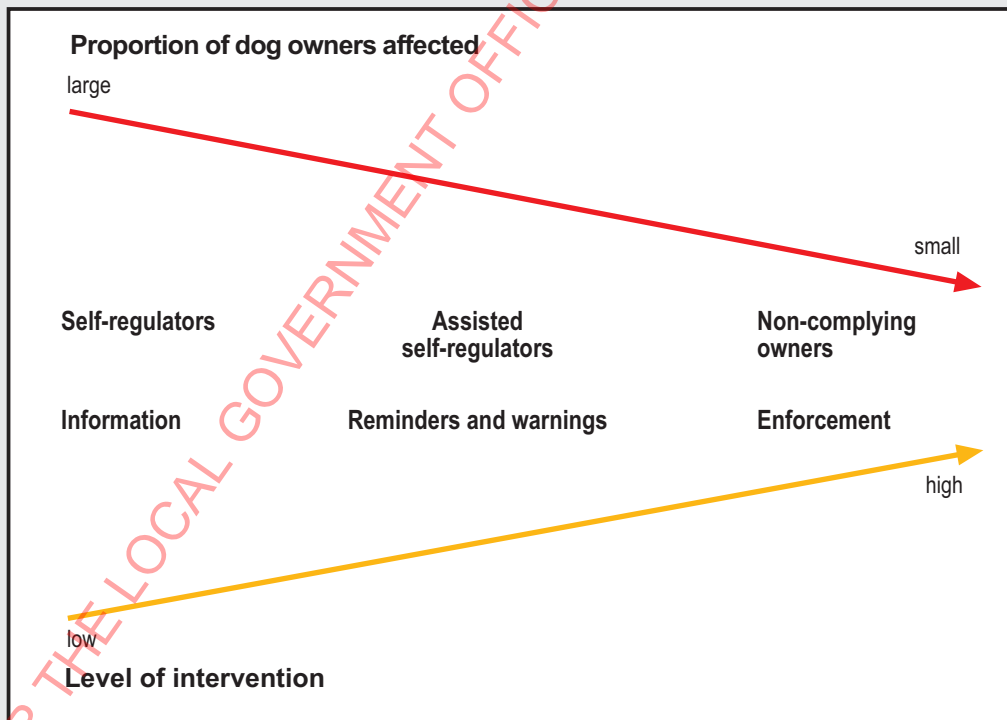 Proportion of dog owners affected
large
small
Self-regulators
Assisted
self-regulators
Non-complying
owners
Information
Reminders and warnings
Enforcement
high
low
Level of intervention
THE LOCAL GOVERNMENT